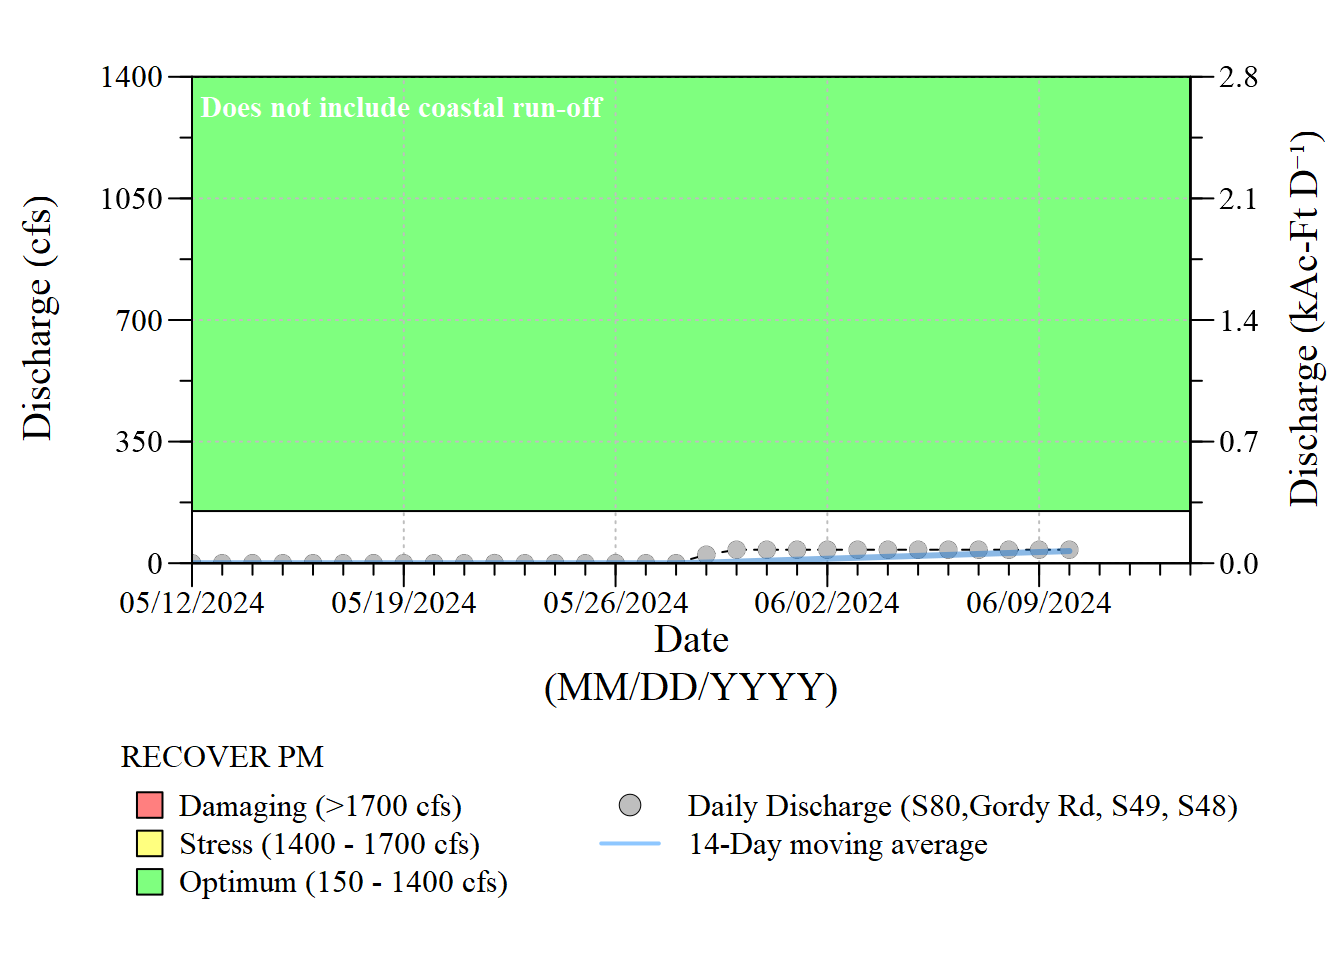 Does not include coastal run-off
1400
1050
700
350
0
Discharge (cfs)
2.8
2.1
1.4
0.7
0.0
Discharge (kAc-Ft D⁻¹)
05/12/2024 05/19/2024 05/26/2024 06/02/2024 06/09/2024
Date
(MM/DD/YYYY)
RECOVER PM
Damaging (>1700 cfs)
Stress (1400 - 1700 cfs)
Optimum (150 - 1400 cfs)
Daily Discharge (S80,Gordy Rd, S49, S48)
14-Day moving average